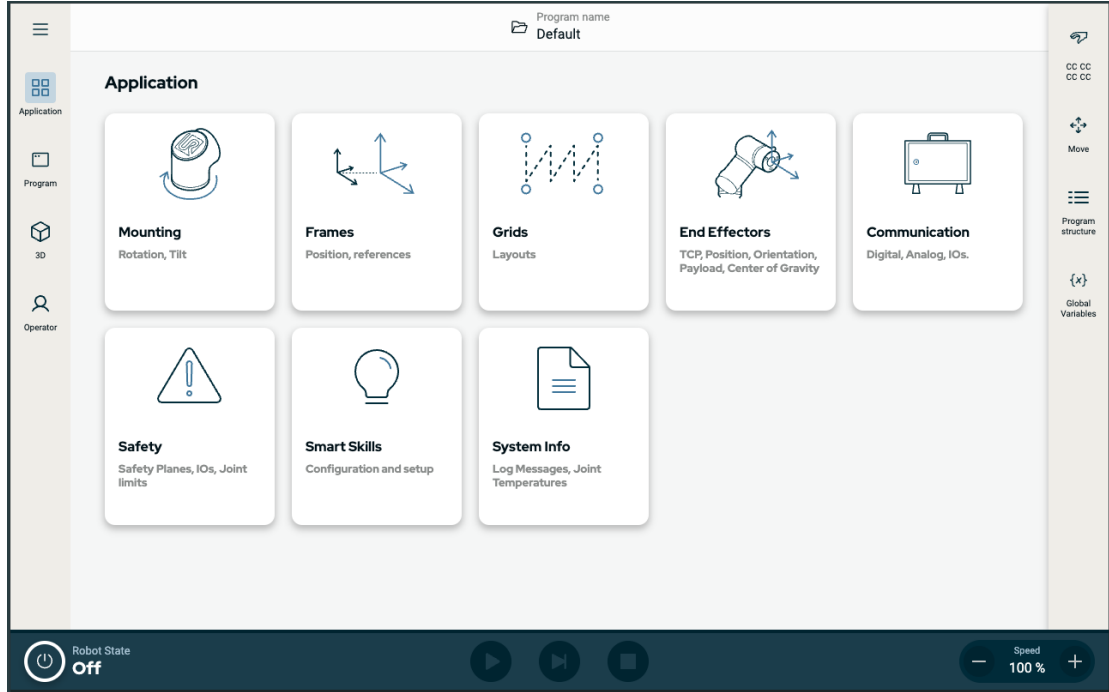 Program name
Default
Application
Application
Program
3D
Operator
Mounting
Rotation, Tilt
Frames
Position, references
Grids
Layouts
End Effectors
TCP, Position, Orientation,
Payload, Center of Gravity
Communication
Digital, Analog, IOs.
Safety
Safety Planes, IOs, Joint
limits
Smart Skills
Configuration and setup
System Info
Log Messages, Joint
Temperatures
CC CC
CC CC
Move
Program
structure
{x}
Global
Variables
Robot State
Off
Speed
100 %
UR